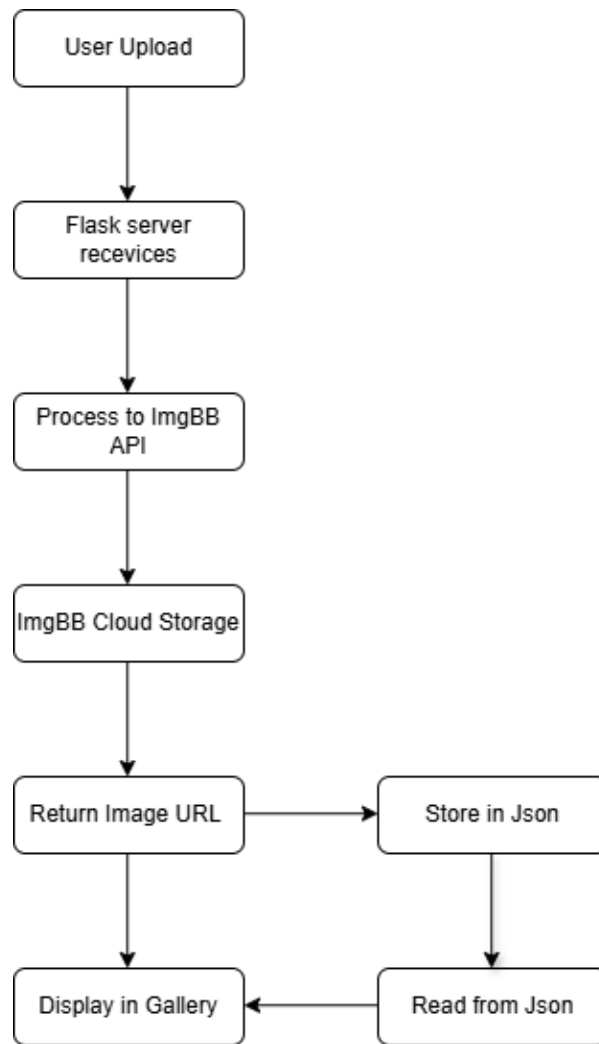 User Upload
Flask server
recevices
Process to ImgBB
API
ImgBB Cloud Storage
Return Image URL
Store in Json
Display in Gallery
Read from Json